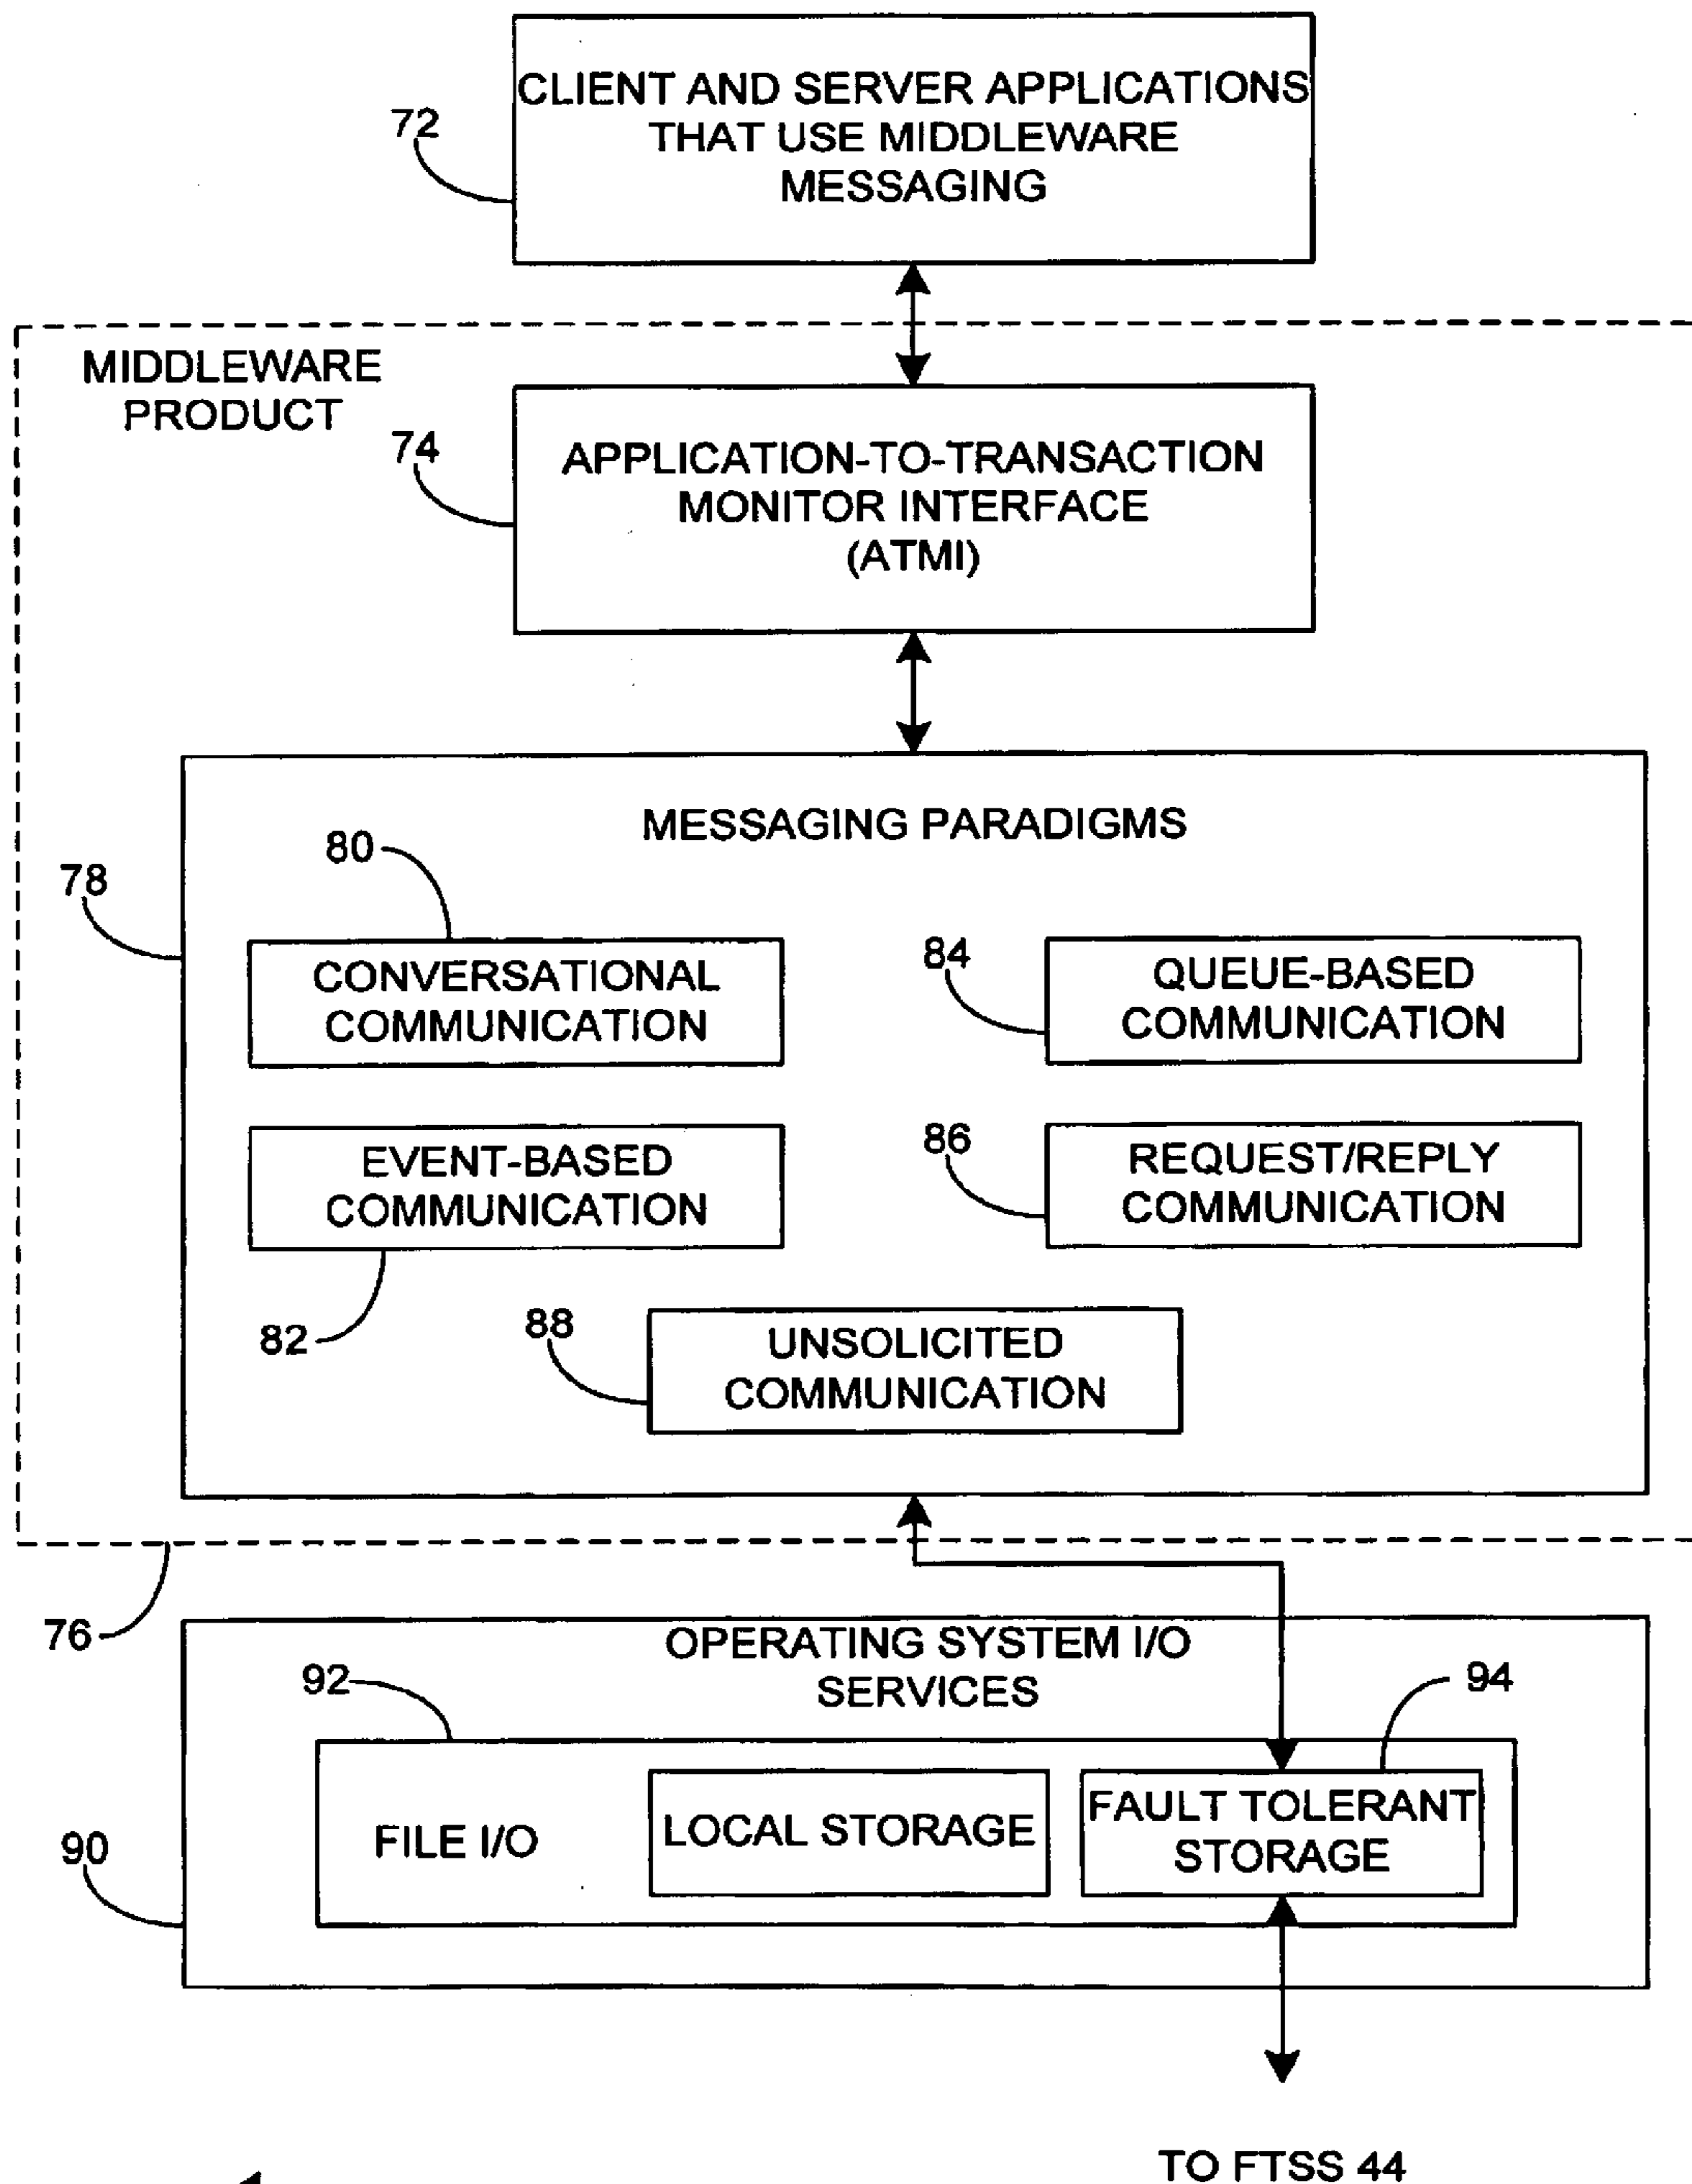 CLIENT AND SERVER APPLICATIONS
THAT USE MIDDLEWARE
MESSAGING
72
MIDDLEWARE
PRODUCT
74
APPLICATION-TO-TRANSACTION
MONITOR INTERFACE
(ATMI)
MESSAGING PARADIGMS
78
80
CONVERSATIONAL
COMMUNICATION
84
QUEUE-BASED
COMMUNICATION
EVENT-BASED
COMMUNICATION
82
86
REQUEST/REPLY
COMMUNICATION
88
UNSOLICITED
COMMUNICATION
76
OPERATING SYSTEM I/O
SERVICES
92
94
90
FILE I/O
LOCAL STORAGE
FAULT TOLERANT
STORAGE
TO FTSS 44